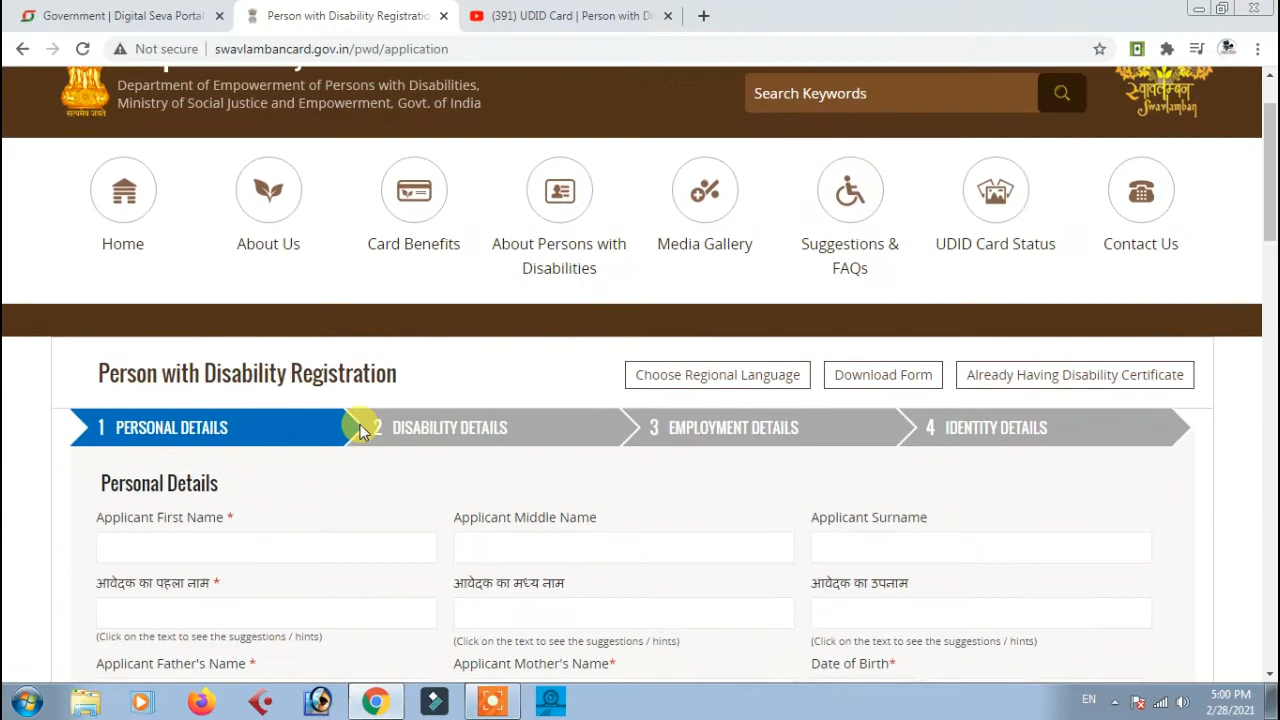 Government | Digital Seva Portal
Person with Disability Registratio
(391) UDID Card | Person with Di
Not secure
swavlambancard.gov.in/pwd/application
Department of Empowerment of Persons with Disabilities,
Ministry of Social Justice and Empowerment, Govt. of India
सत्यमेव जयते
Search Keywords
स्वावलम्बन
Swavlamban
Home
About Us
Card Benefits
About Persons with
Disabilities
Media Gallery
Suggestions &
FAQs
UDID Card Status
Contact Us
Person with Disability Registration
Choose Regional Language
Download Form
Already Having Disability Certificate
1 PERSONAL DETAILS
2 DISABILITY DETAILS
3 EMPLOYMENT DETAILS
4 IDENTITY DETAILS
Personal Details
Applicant First Name *
Applicant Middle Name
Applicant Surname
आवेदक का पहला नाम *
आवेदक का मध्य नाम
आवेदक का उपनाम
(Click on the text to see the suggestions / hints)
(Click on the text to see the suggestions / hints)
(Click on the text to see the suggestions / hints)
Applicant Father's Name *
Applicant Mother's Name*
Date of Birth*
EN
5:00 PM
2/28/2021